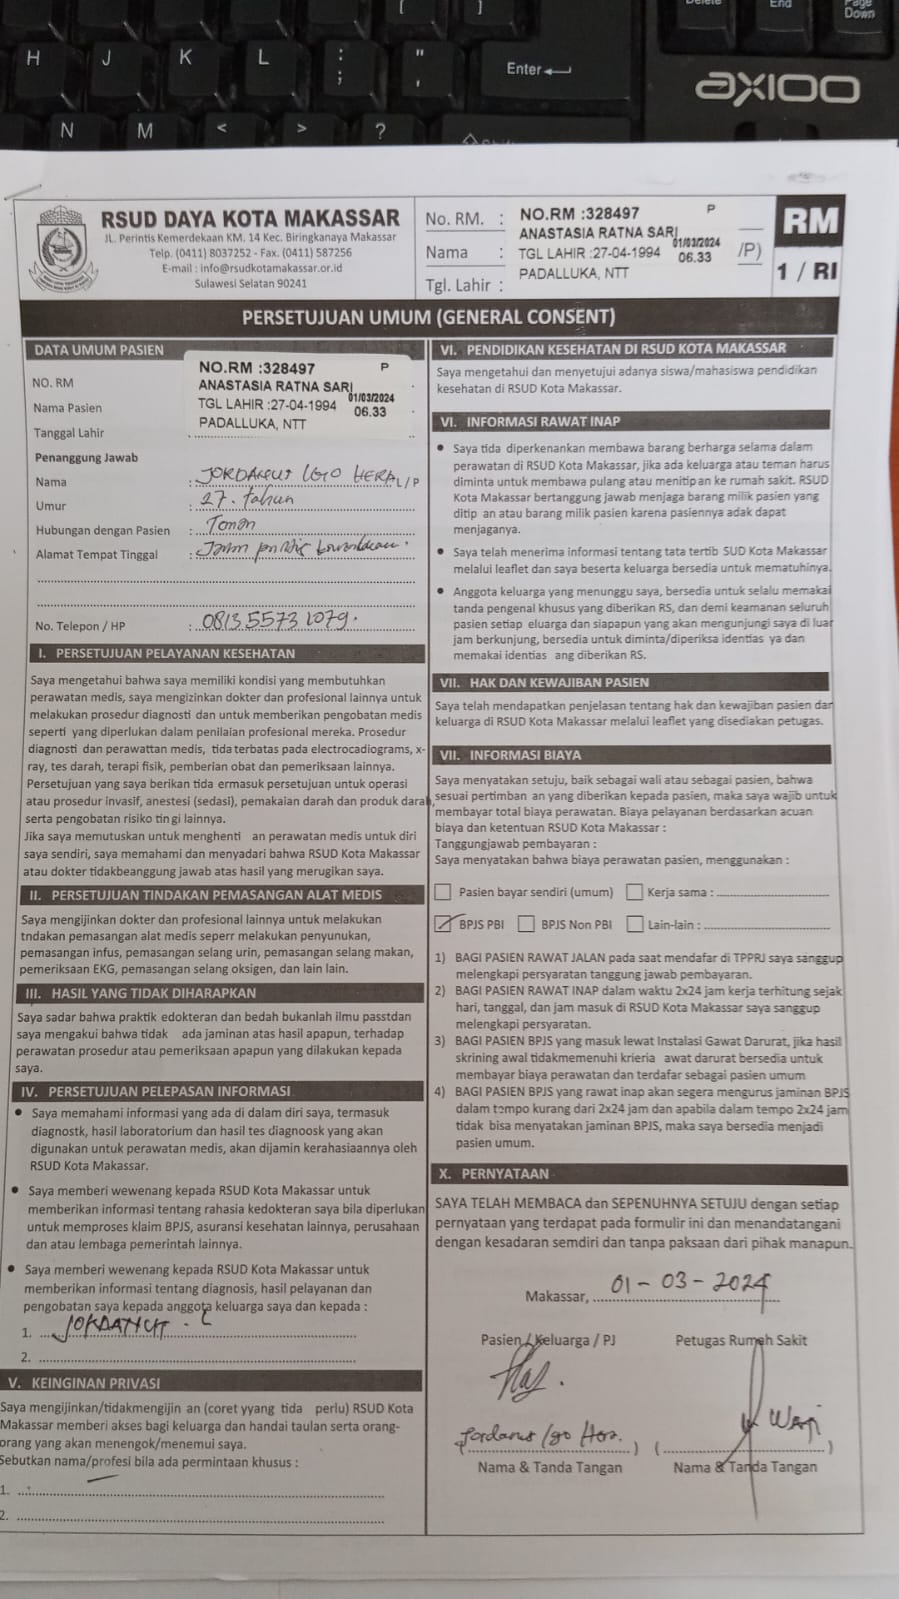 H J K L : ; " ' Enter
[ ]
Delete End Page Down
N M < > ?
AXIOO
RSUD DAYA KOTA MAKASSAR
JL. Perintis Kemerdekaan KM. 14 Kec. Biringkanaya Makassar
Telp. (0411) 8037252 - Fax. (0411) 587256
E-mail : info@rsudkotamakassar.or.id
Sulawesi Selatan 90241
No. RM. :
Nama :
Tgl. Lahir :
NO.RM :328497 P
ANASTASIA RATNA SARI
TGL LAHIR :27-04-1994
01/03/2024
06.33
PADALLUKA, NTT
/P)
RM
1 / RI
PERSETUJUAN UMUM (GENERAL CONSENT)
DATA UMUM PASIEN
NO. RM
Nama Pasien
Tanggal Lahir
NO.RM :328497 P
ANASTASIA RATNA SARI
TGL LAHIR :27-04-1994
01/03/2024
06.33
PADALLUKA, NTT
Penanggung Jawab
Nama : L / P
Umur : 27. tahun
Hubungan dengan Pasien :
Alamat Tempat Tinggal :
No. Telepon / HP : 0813 5573 1079.
I. PERSETUJUAN PELAYANAN KESEHATAN
Saya mengetahui bahwa saya memiliki kondisi yang membutuhkan
perawatan medis, saya mengizinkan dokter dan profesional lainnya untuk
melakukan prosedur diagnosti dan untuk memberikan pengobatan medis
seperti yang diperlukan dalam penilaian profesional mereka. Prosedur
diagnosti dan perawattan medis, tida terbatas pada electrocadiograms, x-
ray, tes darah, terapi fisik, pemberian obat dan pemeriksaan lainnya.
Persetujuan yang saya berikan tida ermasuk persetujuan untuk operasi
atau prosedur invasif, anestesi (sedasi), pemakaian darah dan produk darah,
serta pengobatan risiko tin gi lainnya.
Jika saya memutuskan untuk menghenti an perawatan medis untuk diri
saya sendiri, saya memahami dan menyadari bahwa RSUD Kota Makassar
atau dokter tidakbeanggung jawab atas hasil yang merugikan saya.
II. PERSETUJUAN TINDAKAN PEMASANGAN ALAT MEDIS
Saya mengijinkan dokter dan profesional lainnya untuk melakukan
tndakan pemasangan alat medis seperr melakukan penyunukan,
pemasangan infus, pemasangan selang urin, pemasangan selang makan,
pemeriksaan EKG, pemasangan selang oksigen, dan lain lain.
III. HASIL YANG TIDAK DIHARAPKAN
Saya sadar bahwa praktik edokteran dan bedah bukanlah ilmu passtdan
saya mengakui bahwa tidak ada jaminan atas hasil apapun, terhadap
perawatan prosedur atau pemeriksaan apapun yang dilakukan kepada
saya.
IV. PERSETUJUAN PELEPASAN INFORMASI
● Saya memahami informasi yang ada di dalam diri saya, termasuk
diagnostk, hasil laboratorium dan hasil tes diagnoosk yang akan
digunakan untuk perawatan medis, akan dijamin kerahasiaannya oleh
RSUD Kota Makassar.
● Saya memberi wewenang kepada RSUD Kota Makassar untuk
memberikan informasi tentang rahasia kedokteran saya bila diperlukan
untuk memproses klaim BPJS, asuransi kesehatan lainnya, perusahaan
dan atau lembaga pemerintah lainnya.
● Saya memberi wewenang kepada RSUD Kota Makassar untuk
memberikan informasi tentang diagnosis, hasil pelayanan dan
pengobatan saya kepada anggota keluarga saya dan kepada :
1.
2.
V. KEINGINAN PRIVASI
Saya mengijinkan/tidakmengijin an (coret yyang tida perlu) RSUD Kota
Makassar memberi akses bagi keluarga dan handai taulan serta orang-
orang yang akan menengok/menemui saya.
Sebutkan nama/profesi bila ada permintaan khusus :
1.
2.
VI. PENDIDIKAN KESEHATAN DI RSUD KOTA MAKASSAR
Saya mengetahui dan menyetujui adanya siswa/mahasiswa pendidikan
kesehatan di RSUD Kota Makassar.
VI. INFORMASI RAWAT INAP
● Saya tida diperkenankan membawa barang berharga selama dalam
perawatan di RSUD Kota Makassar, jika ada keluarga atau teman harus
diminta untuk membawa pulang atau menitip an ke rumah sakit. RSUD
Kota Makassar bertanggung jawab menjaga barang milik pasien yang
ditip an atau barang milik pasien karena pasiennya adak dapat
menjaganya.
● Saya telah menerima informasi tentang tata tertib SUD Kota Makassar
melalui leaflet dan saya beserta keluarga bersedia untuk mematuhinya.
● Anggota keluarga yang menunggu saya, bersedia untuk selalu memakai
tanda pengenal khusus yang diberikan RS, dan demi keamanan seluruh
pasien setiap eluarga dan siapapun yang akan mengunjungi saya di luar
jam berkunjung, bersedia untuk diminta/diperiksa identias ya dan
memakai identias ang diberikan RS.
VII. HAK DAN KEWAJIBAN PASIEN
Saya telah mendapatkan penjelasan tentang hak dan kewajiban pasien dan
keluarga di RSUD Kota Makassar melalui leaflet yang disediakan petugas.
VII. INFORMASI BIAYA
Saya menyatakan setuju, baik sebagai wali atau sebagai pasien, bahwa
sesuai pertimban an yang diberikan kepada pasien, maka saya wajib untuk
membayar total biaya perawatan. Biaya pelayanan berdasarkan acuan
biaya dan ketentuan RSUD Kota Makassar :
Tanggungjawab pembayaran :
Saya menyatakan bahwa biaya perawatan pasien, menggunakan :
Pasien bayar sendiri (umum) Kerja sama :
BPJS PBI BPJS Non PBI Lain-lain :
1) BAGI PASIEN RAWAT JALAN pada saat mendafar di TPPRJ saya sanggup
melengkapi persyaratan tanggung jawab pembayaran.
2) BAGI PASIEN RAWAT INAP dalam waktu 2x24 jam kerja terhitung sejak
hari, tanggal, dan jam masuk di RSUD Kota Makassar saya sanggup
melengkapi persyaratan.
3) BAGI PASIEN BPJS yang masuk lewat Instalasi Gawat Darurat, jika hasil
skrining awal tidakmemenuhi krieria awat darurat bersedia untuk
membayar biaya perawatan dan terdafar sebagai pasien umum
4) BAGI PASIEN BPJS yang rawat inap akan segera mengurus jaminan BPJS
dalam tempo kurang dari 2x24 jam dan apabila dalam tempo 2x24 jam
tidak bisa menyatakan jaminan BPJS, maka saya bersedia menjadi
pasien umum.
X. PERNYATAAN
SAYA TELAH MEMBACA dan SEPENUHNYA SETUJU dengan setiap
pernyataan yang terdapat pada formulir ini dan menandatangani
dengan kesadaran semdiri dan tanpa paksaan dari pihak manapun.
Makassar, 01 - 03 - 2024
Pasien / Keluarga / PJ Petugas Rumah Sakit
Nama & Tanda Tangan Nama & Tanda Tangan